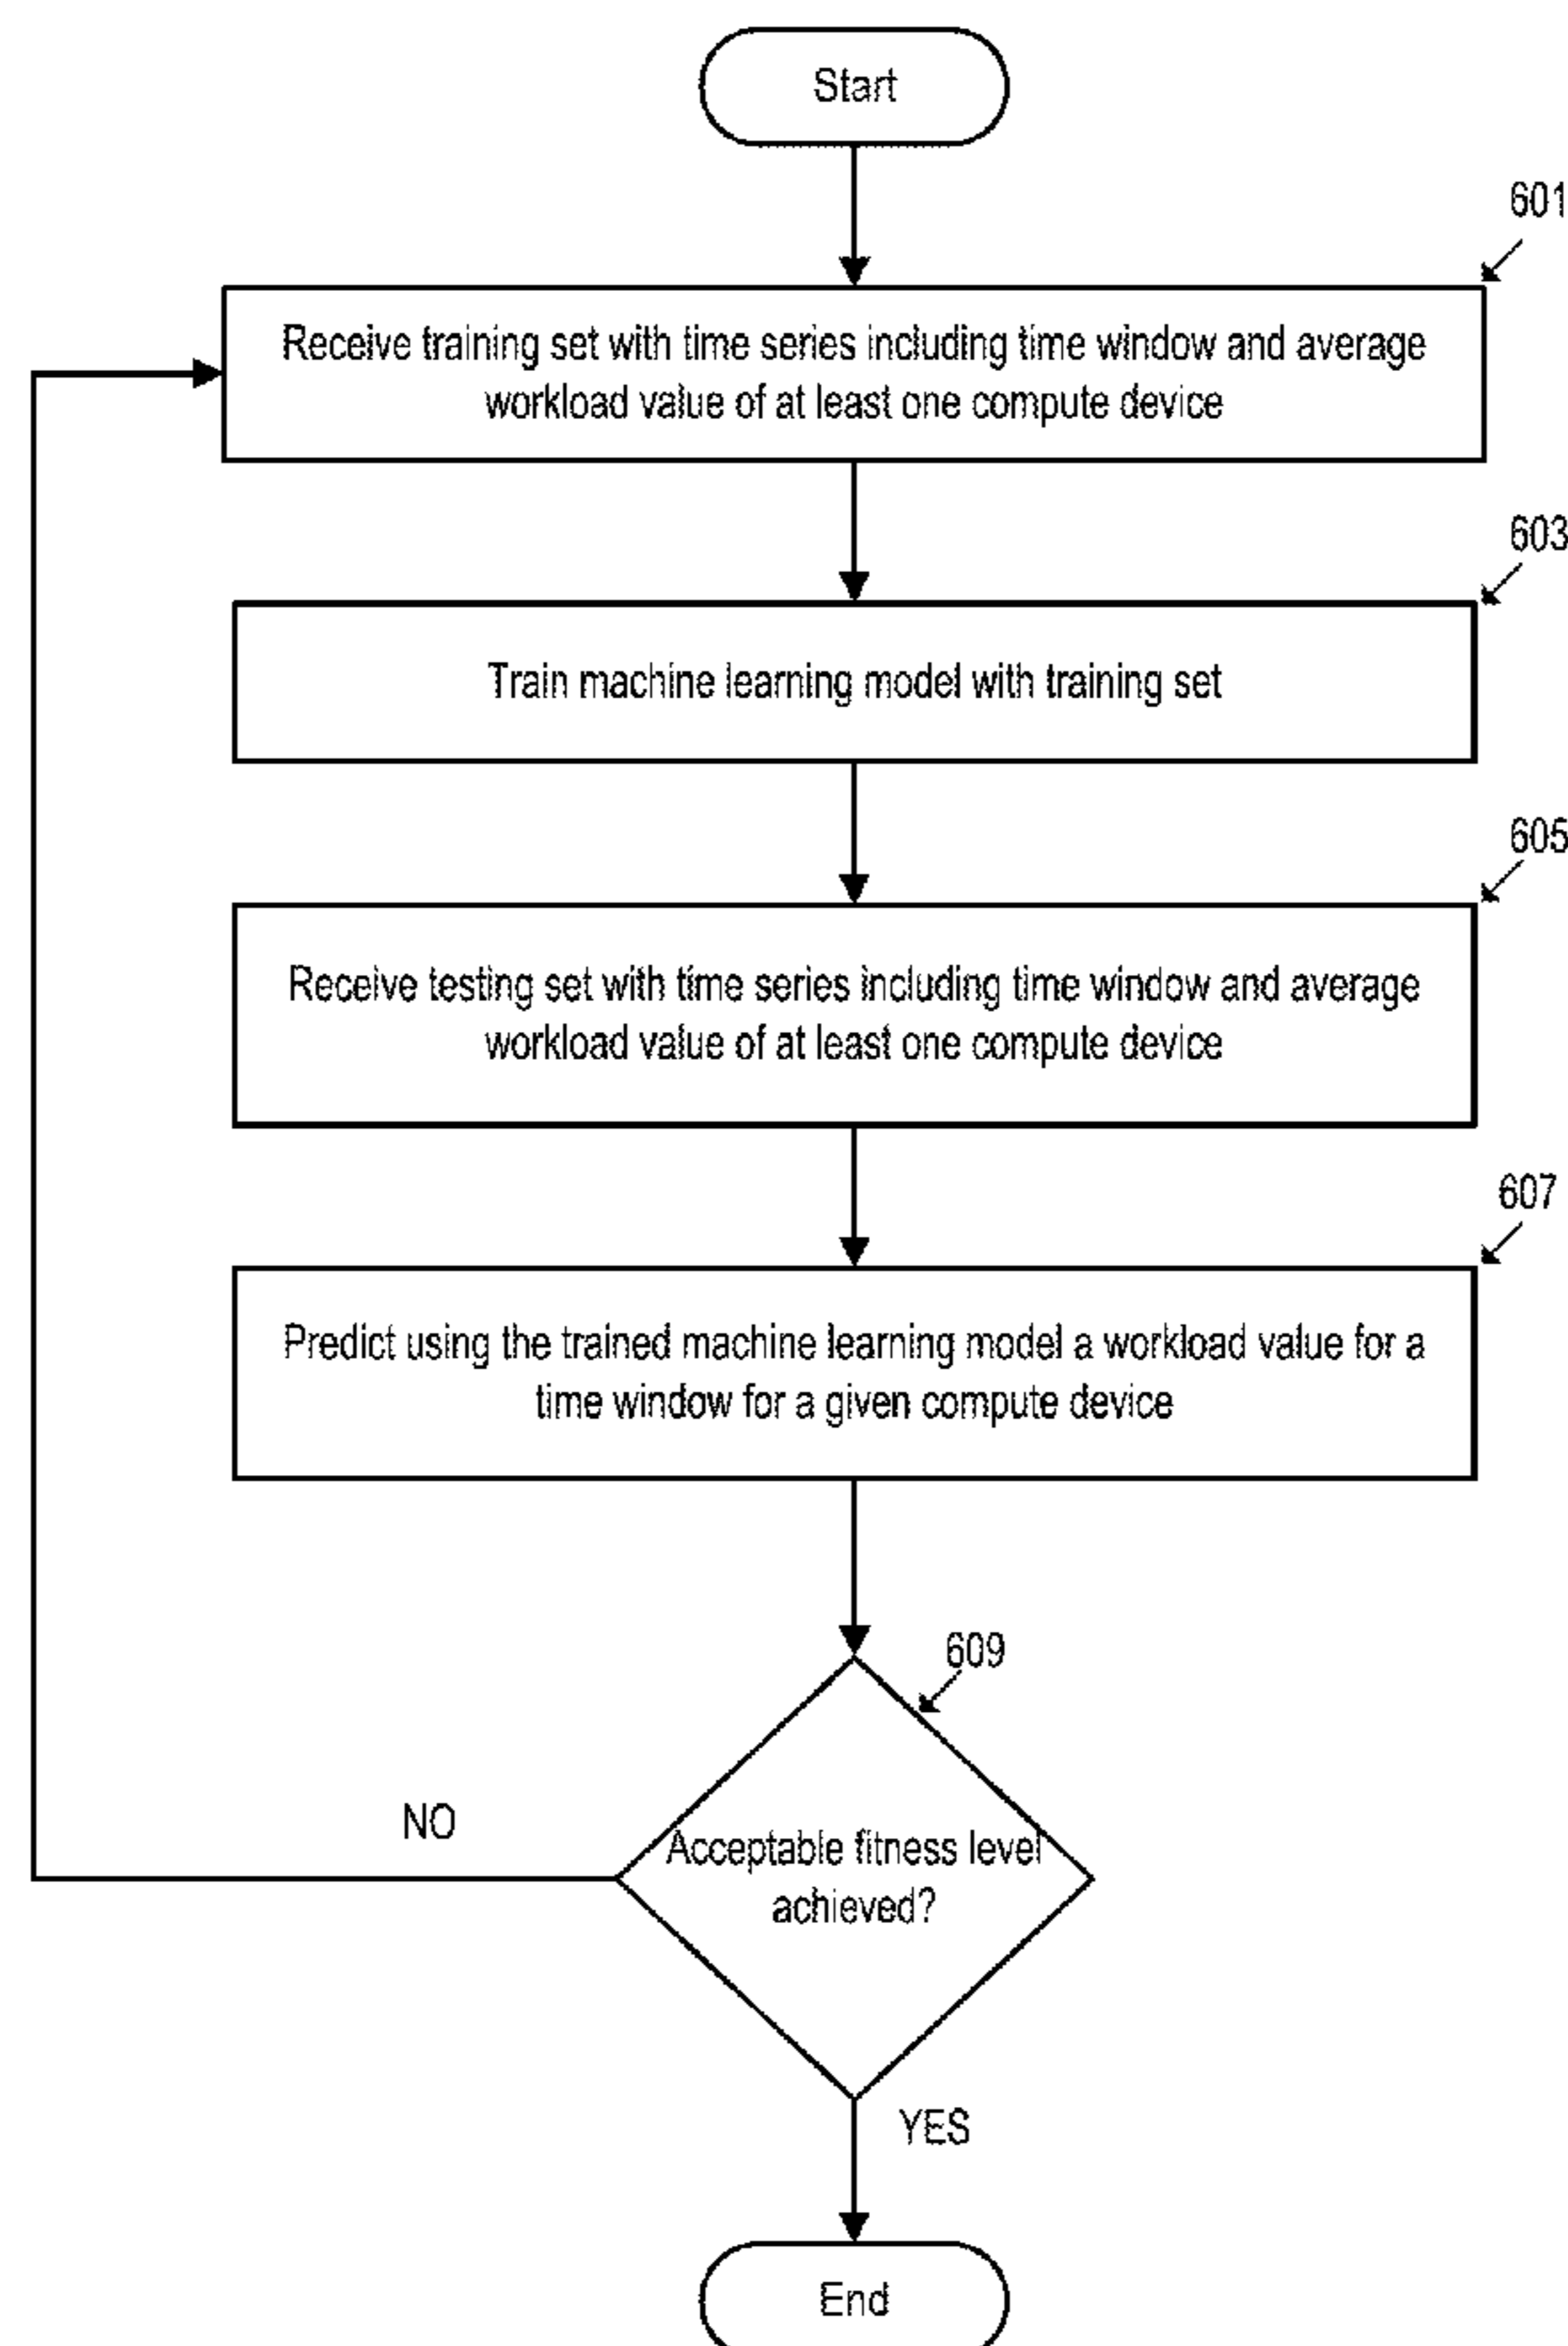 Start
601
Receive training set with time series including time window and average
workload value of at least one compute device
603
Train machine learning model with training set
605
Receive testing set with time series including time window and average
workload value of at least one compute device
607
Predict using the trained machine learning model a workload value for a
time window for a given compute device
609
Acceptable fitness level
achieved?
NO
YES
End